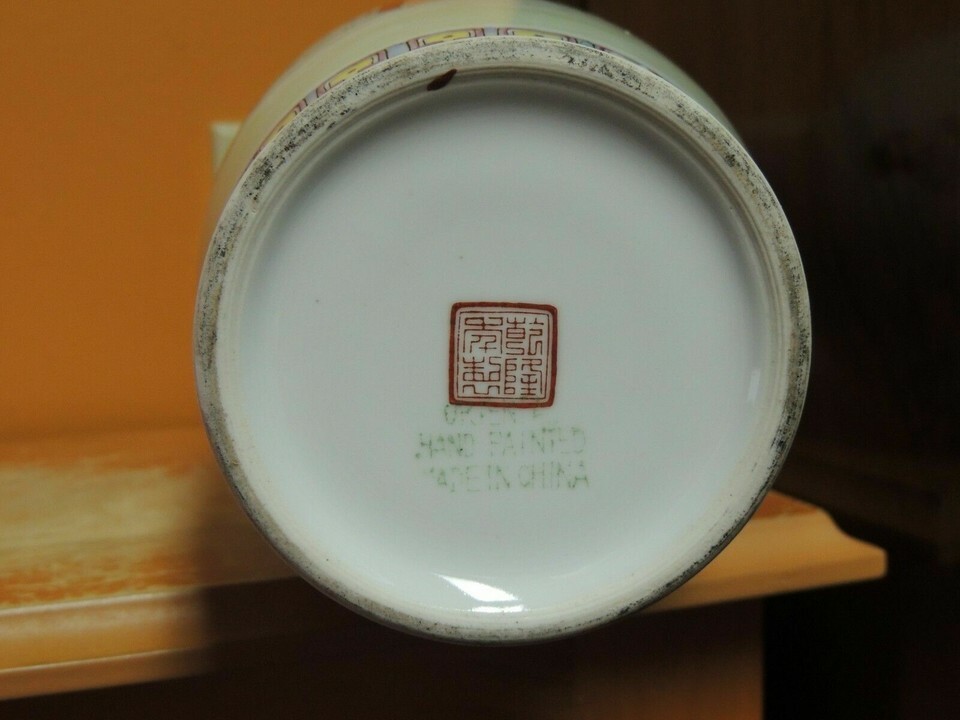 乾隆
年製
HAND PAINTED
MADE IN CHINA